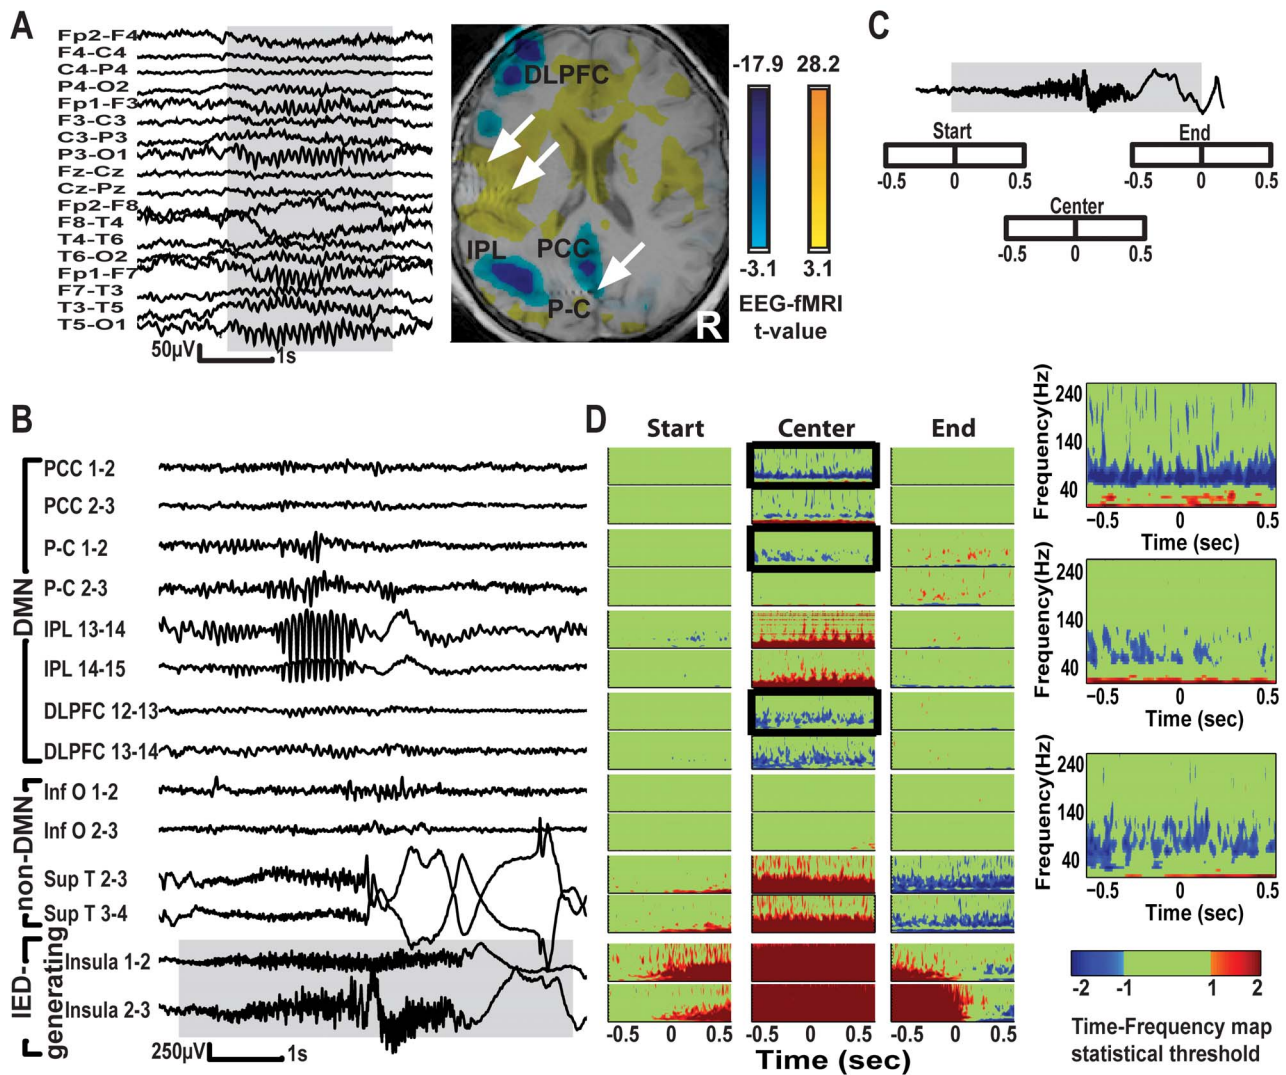 A
Fp2-F4
F4-C4
C4-P4
P4-O2
Fp1-F3
F3-C3
C3-P3
P3-O1
Fz-Cz
Cz-Pz
Fp2-F8
F8-T4
T4-T6
T6-O2
Fp1-F7
F7-T3
T3-T5
T5-O1
50µV
1s
DLPFC
IPL
PCC
P-C
R
-17.9 28.2
-3.1 3.1
EEG-fMRI
t-value
C
Start
-0.5 0 0.5
End
-0.5 0 0.5
Center
-0.5 0 0.5
B
DMN
PCC 1-2
PCC 2-3
P-C 1-2
P-C 2-3
IPL 13-14
IPL 14-15
DLPFC 12-13
DLPFC 13-14
non-DMN
Inf O 1-2
Inf O 2-3
Sup T 2-3
Sup T 3-4
IED-
generating
Insula 1-2
Insula 2-3
250µV
1s
D
Start Center End
-0.5 0 0.5 -0.5 0 0.5 -0.5 0 0.5
Time (sec)
Frequency(Hz)
240
140
40
-0.5 0 0.5
Time (sec)
Frequency(Hz)
240
140
40
-0.5 0 0.5
Time (sec)
Frequency(Hz)
240
140
40
-0.5 0 0.5
Time (sec)
-2 -1 1 2
Time-Frequency map
statistical threshold